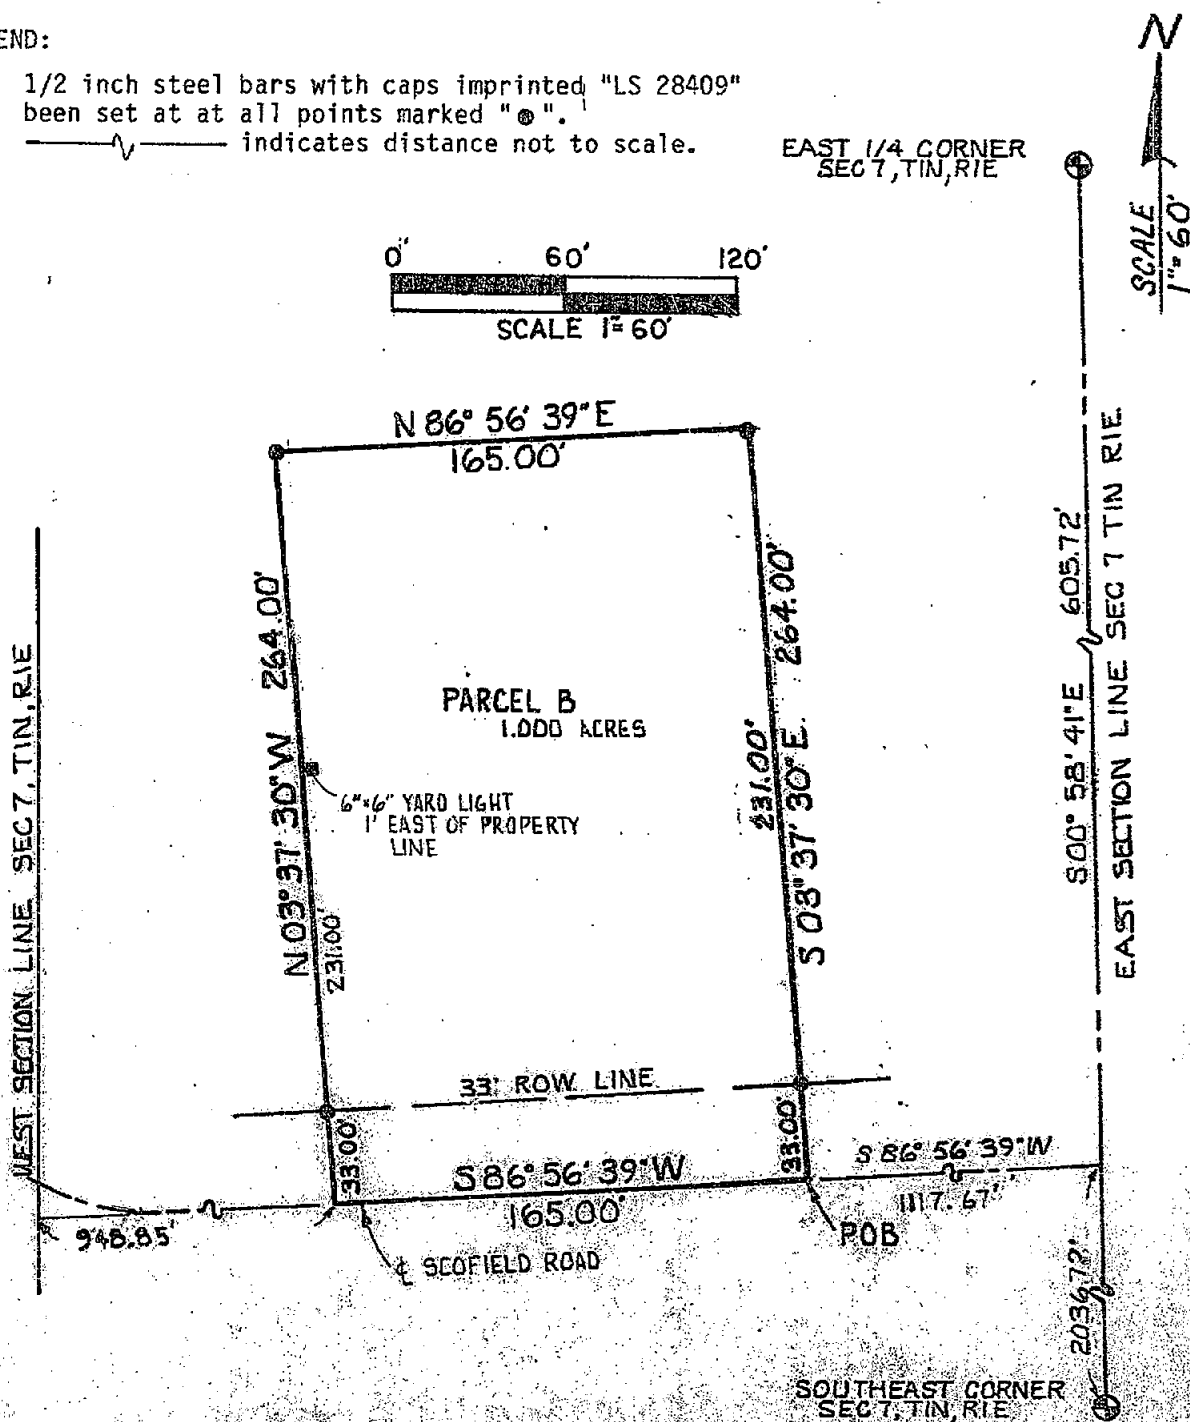 END:
1/2 inch steel bars with caps imprinted "LS 28409"
been set at at all points marked " ".
indicates distance not to scale.
N
SCALE
1"=60'
EAST 1/4 CORNER
SEC 7, T1N, R1E
0' 60' 120'
SCALE 1"=60'
N 86° 56' 39" E
165.00'
N 03° 37' 30" W 264.00'
231.00'
S 03° 37' 30" E. 264.00'
231.00'
PARCEL B
1.000 ACRES
6"x6" YARD LIGHT
1' EAST OF PROPERTY
LINE
WEST SECTION LINE SEC 7, T1N, R1E
S 00° 58' 41" E 605.72'
EAST SECTION LINE SEC 7 T1N R1E
33' ROW LINE
33.00'
33.00'
S 86° 56' 39" W
165.00'
S 86° 56' 39" W
1117.67'
948.85'
POB
℄ SCOFIELD ROAD
2036.72'
SOUTHEAST CORNER
SEC 7, T1N, R1E